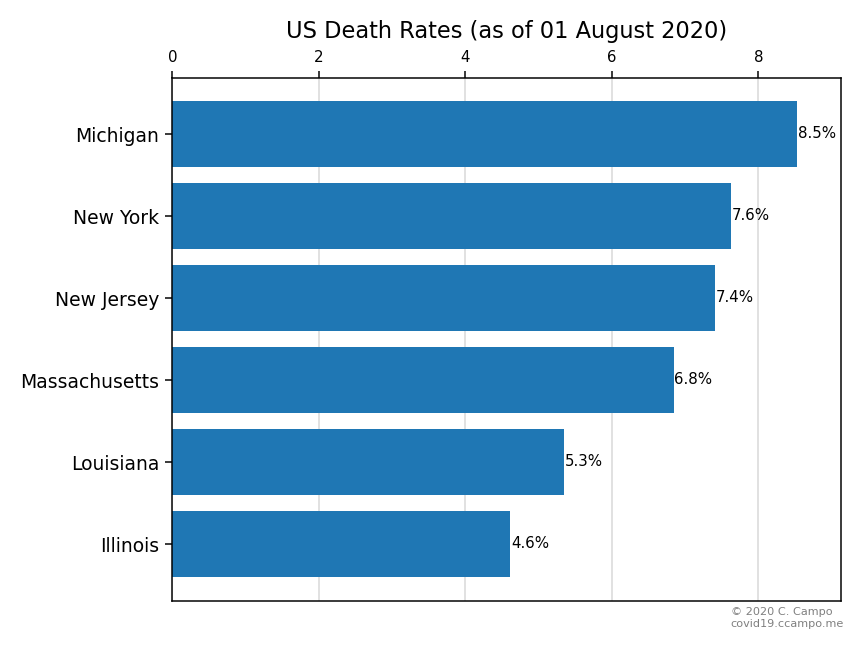 US Death Rates (as of 01 August 2020)
0 2 4 6 8
Michigan 8.5%
New York 7.6%
New Jersey 7.4%
Massachusetts 6.8%
Louisiana 5.3%
Illinois 4.6%
© 2020 C. Campo
covid19.ccampo.me